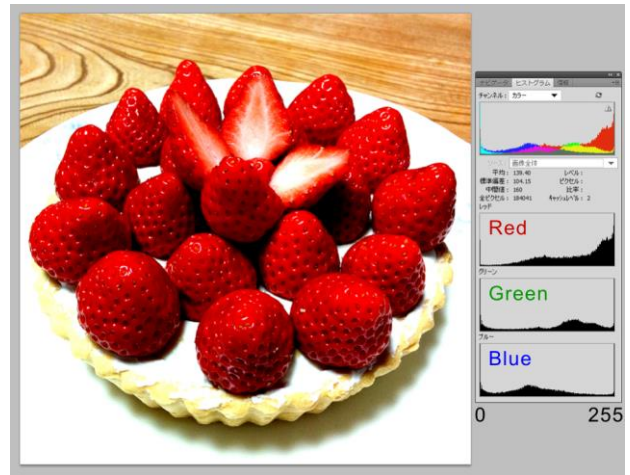 ナビゲータ ヒストグラム 情報
チャンネル: カラー
ソース: 画像全体
平均: 139.40 レベル:
標準偏差: 104.15 ピクセル:
中間値: 160 比率:
全ピクセル: 184041 キャッシュレベル: 2
レッド
Red
グリーン
Green
ブルー
Blue
0 255